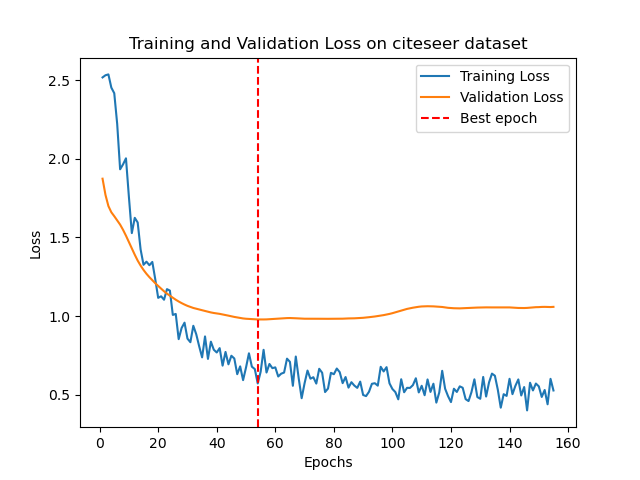 Training and Validation Loss on citeseer dataset
Training Loss
Validation Loss
Best epoch
Loss
2.5
2.0
1.5
1.0
0.5
0 20 40 60 80 100 120 140 160
Epochs